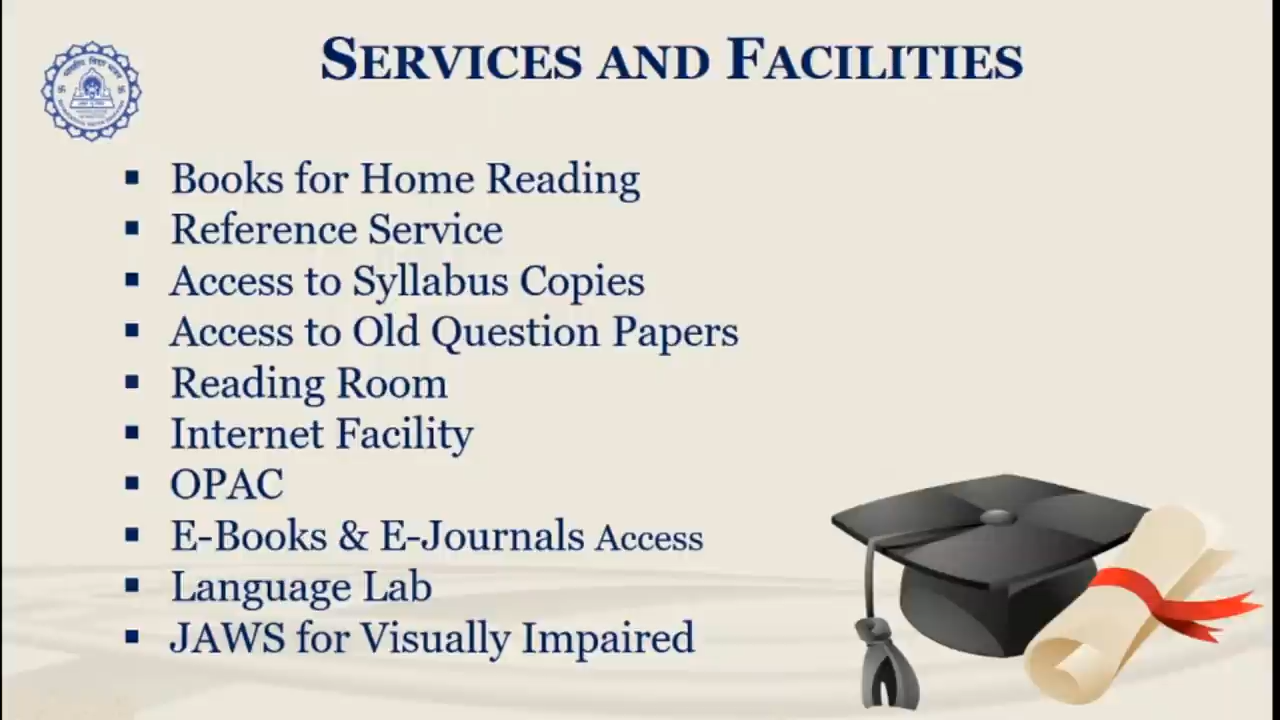 SERVICES AND FACILITIES
▪ Books for Home Reading
▪ Reference Service
▪ Access to Syllabus Copies
▪ Access to Old Question Papers
▪ Reading Room
▪ Internet Facility
▪ OPAC
▪ E-Books & E-Journals Access
▪ Language Lab
▪ JAWS for Visually Impaired